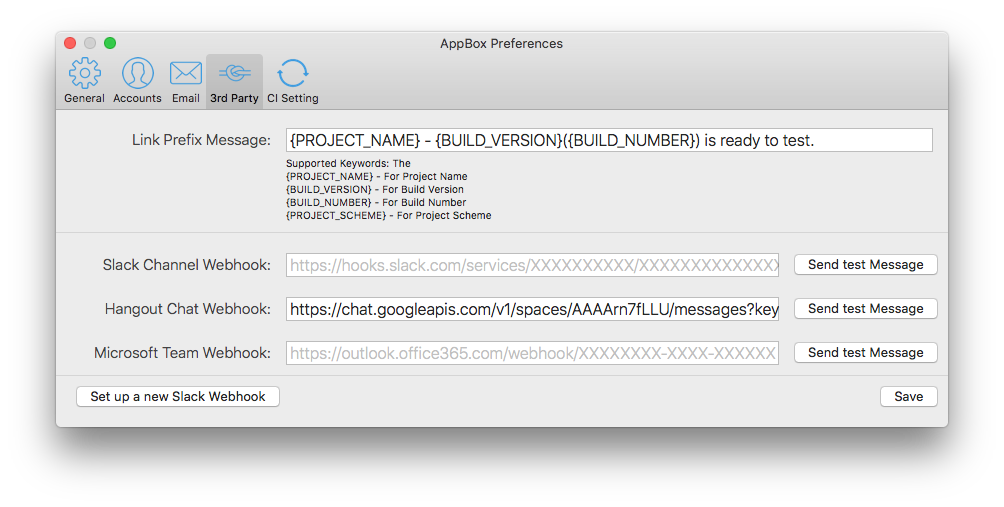 AppBox Preferences
General Accounts Email 3rd Party CI Setting
Link Prefix Message: {PROJECT_NAME} - {BUILD_VERSION}({BUILD_NUMBER}) is ready to test.
Supported Keywords: The
{PROJECT_NAME} - For Project Name
{BUILD_VERSION} - For Build Version
{BUILD_NUMBER} - For Build Number
{PROJECT_SCHEME} - For Project Scheme
Slack Channel Webhook: https://hooks.slack.com/services/XXXXXXXXXX/XXXXXXXXXXXXXX Send test Message
Hangout Chat Webhook: https://chat.googleapis.com/v1/spaces/AAAArn7fLLU/messages?key Send test Message
Microsoft Team Webhook: https://outlook.office365.com/webhook/XXXXXXXX-XXXX-XXXXXX Send test Message
Set up a new Slack Webhook Save